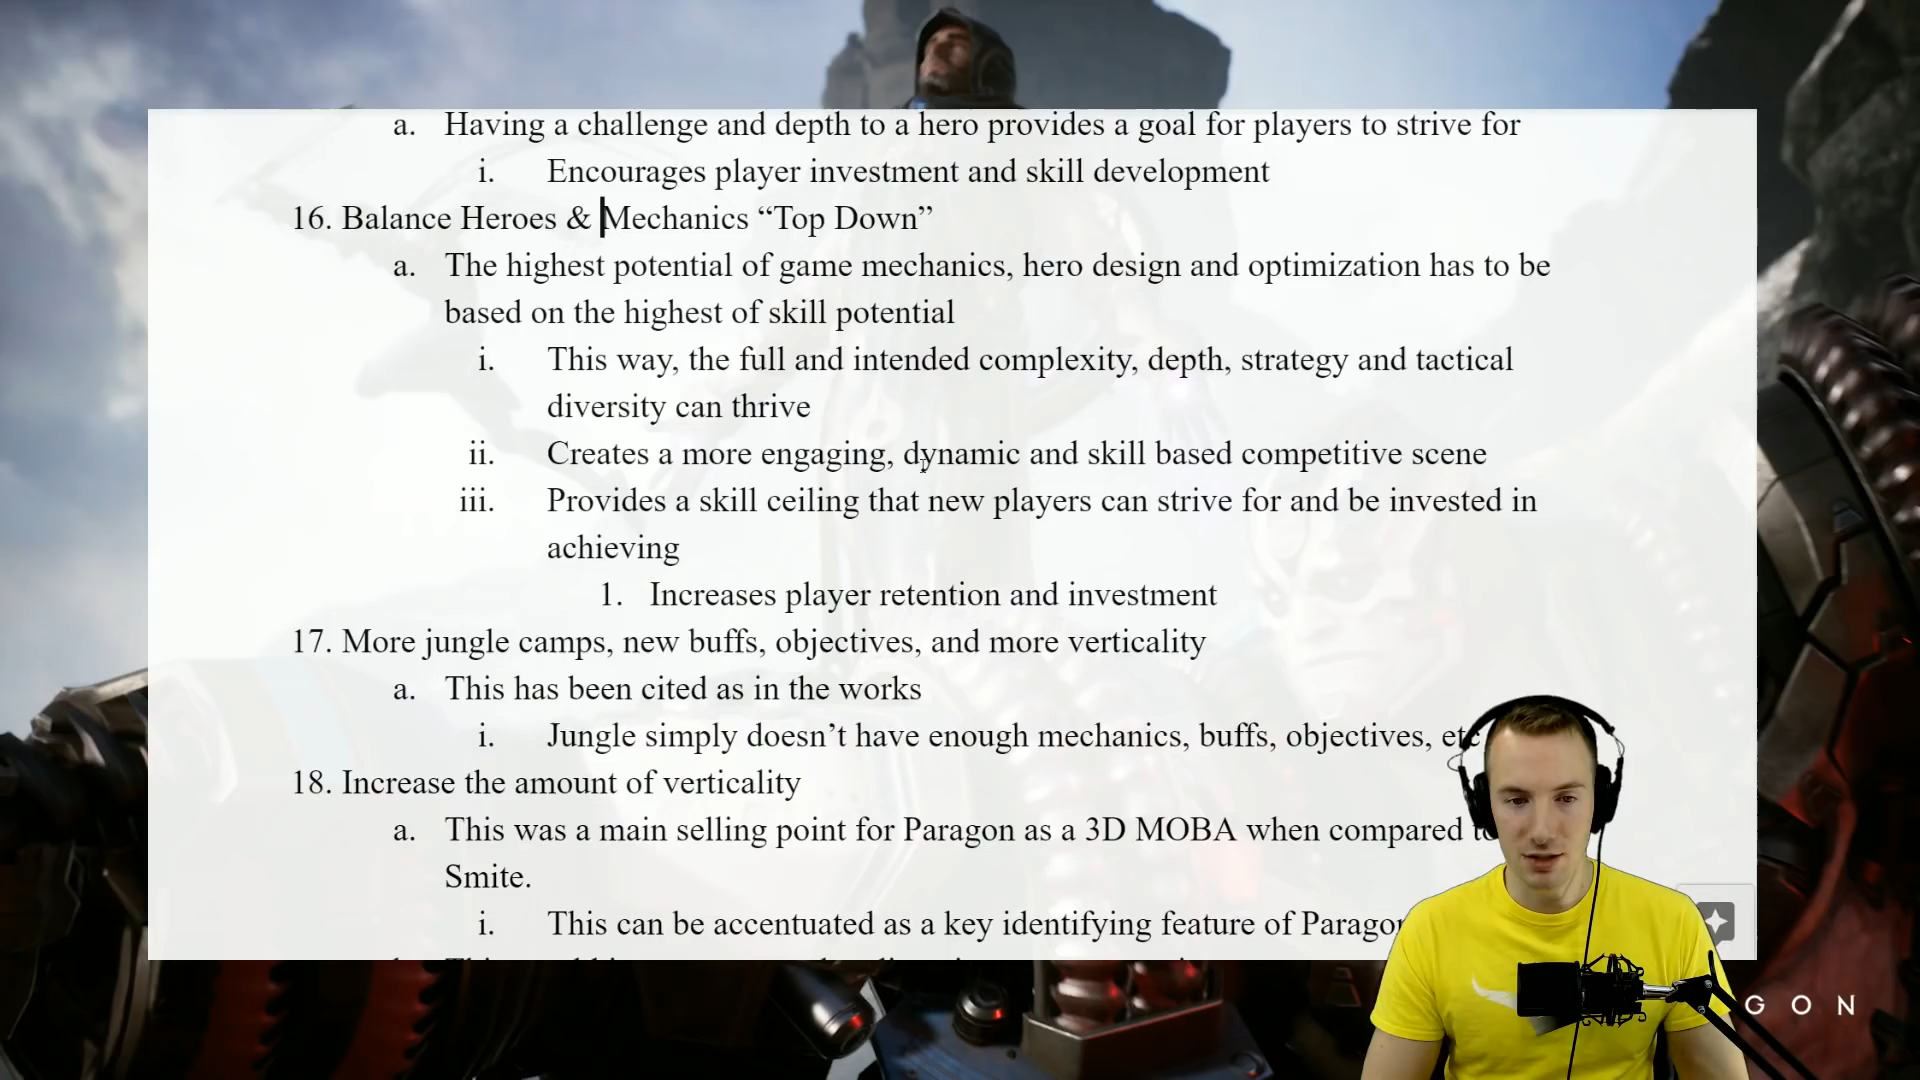 a. Having a challenge and depth to a hero provides a goal for players to strive for
i. Encourages player investment and skill development
16. Balance Heroes & Mechanics “Top Down”
a. The highest potential of game mechanics, hero design and optimization has to be
based on the highest of skill potential
i. This way, the full and intended complexity, depth, strategy and tactical
diversity can thrive
ii. Creates a more engaging, dynamic and skill based competitive scene
iii. Provides a skill ceiling that new players can strive for and be invested in
achieving
1. Increases player retention and investment
17. More jungle camps, new buffs, objectives, and more verticality
a. This has been cited as in the works
i. Jungle simply doesn’t have enough mechanics, buffs, objectives, etc
18. Increase the amount of verticality
a. This was a main selling point for Paragon as a 3D MOBA when compared to
Smite.
i. This can be accentuated as a key identifying feature of Paragon
GON